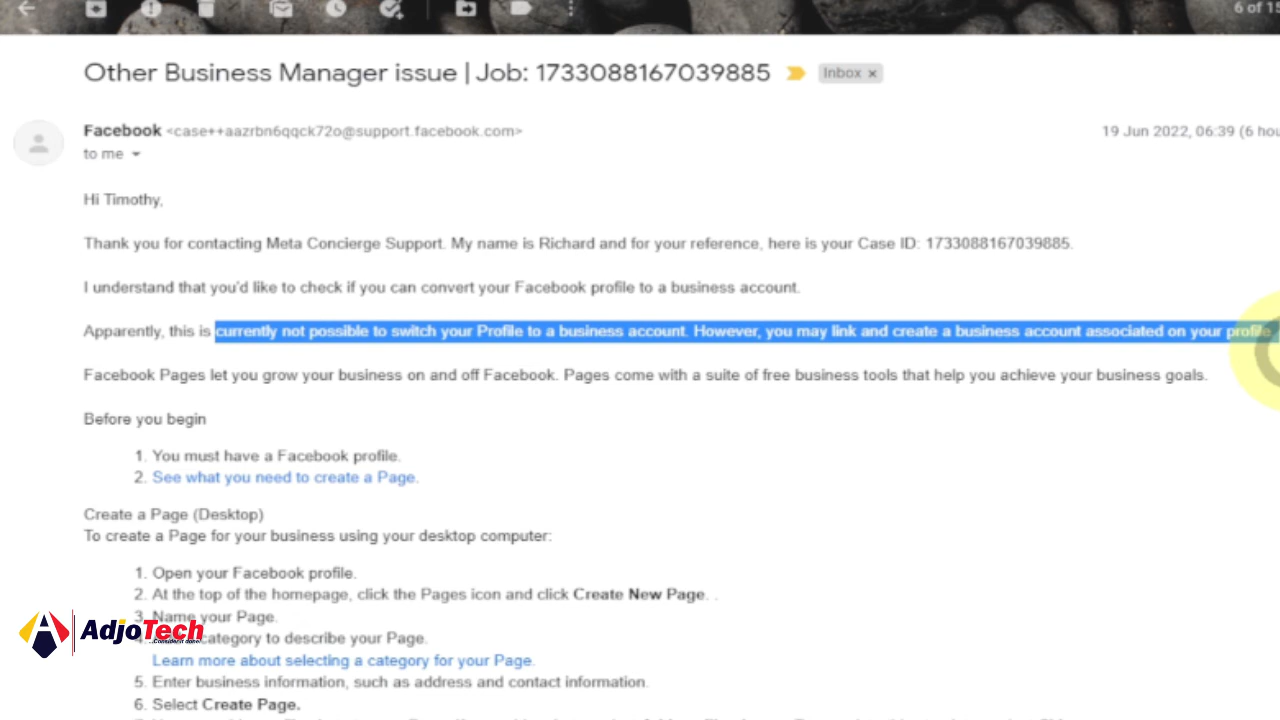 6 of 15
Other Business Manager issue | Job: 1733088167039885
Inbox x
Facebook <case++aazrbn6qqck72o@support.facebook.com>
19 Jun 2022, 06:39 (6 hou
to me
Hi Timothy,
Thank you for contacting Meta Concierge Support. My name is Richard and for your reference, here is your Case ID: 1733088167039885.
I understand that you'd like to check if you can convert your Facebook profile to a business account.
Apparently, this is currently not possible to switch your Profile to a business account. However, you may link and create a business account associated on your profile.
Facebook Pages let you grow your business on and off Facebook. Pages come with a suite of free business tools that help you achieve your business goals.
Before you begin
1. You must have a Facebook profile.
2. See what you need to create a Page.
Create a Page (Desktop)
To create a Page for your business using your desktop computer:
1. Open your Facebook profile.
2. At the top of the homepage, click the Pages icon and click Create New Page. .
3. Name your Page.
category to describe your Page.
Learn more about selecting a category for your Page.
5. Enter business information, such as address and contact information.
6. Select Create Page.
AdjoTech
...Consider it done!